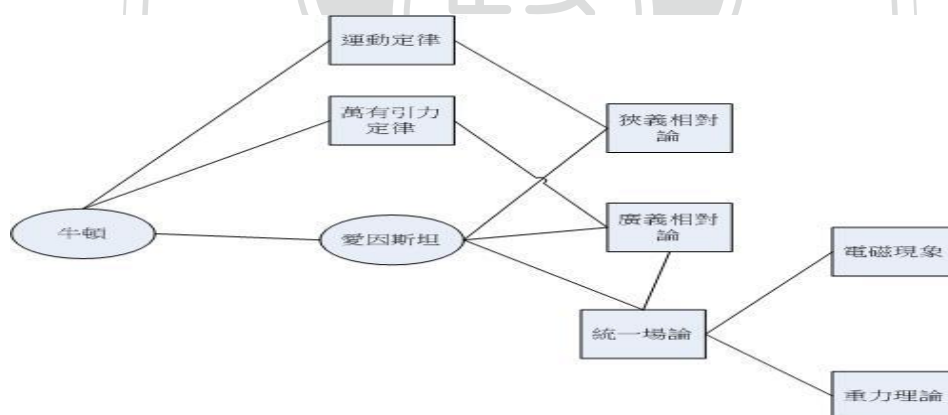 運動定律
萬有引力
定律
狹義相對
論
牛頓
愛因斯坦
廣義相對
論
電磁現象
統一場論
重力理論